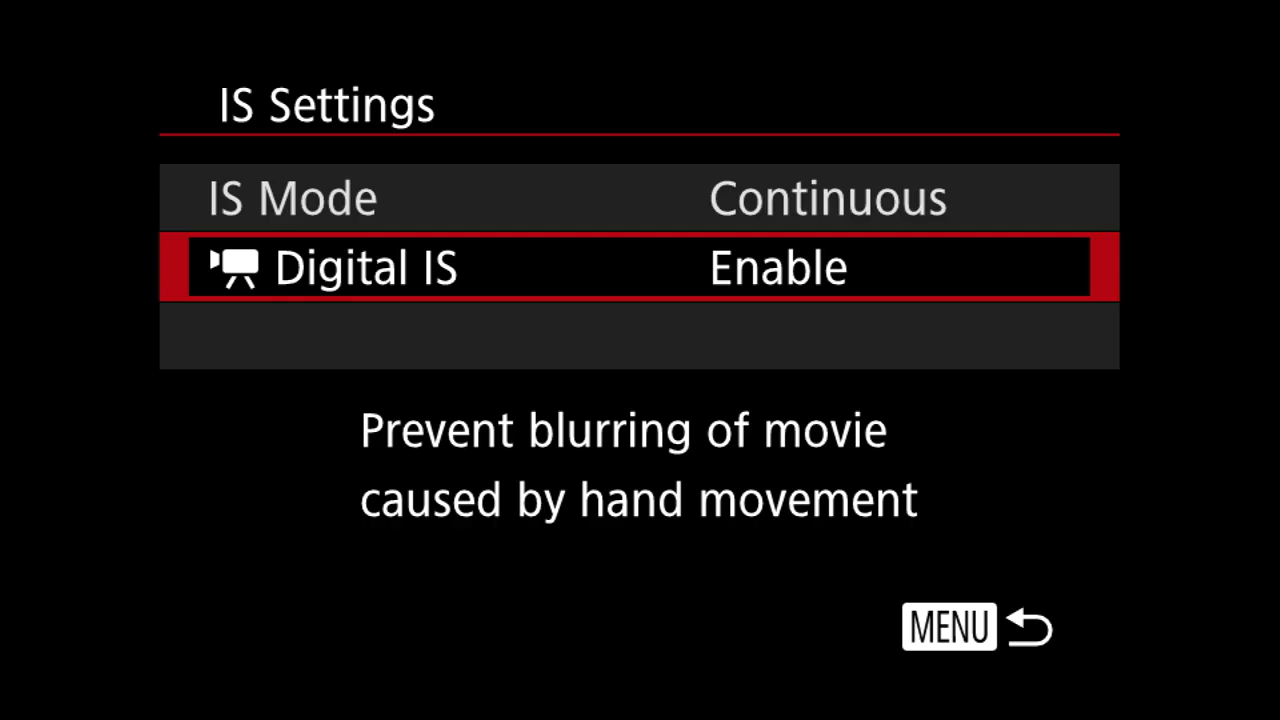 IS Settings
IS Mode Continuous
Digital IS Enable
Prevent blurring of movie
caused by hand movement
MENU